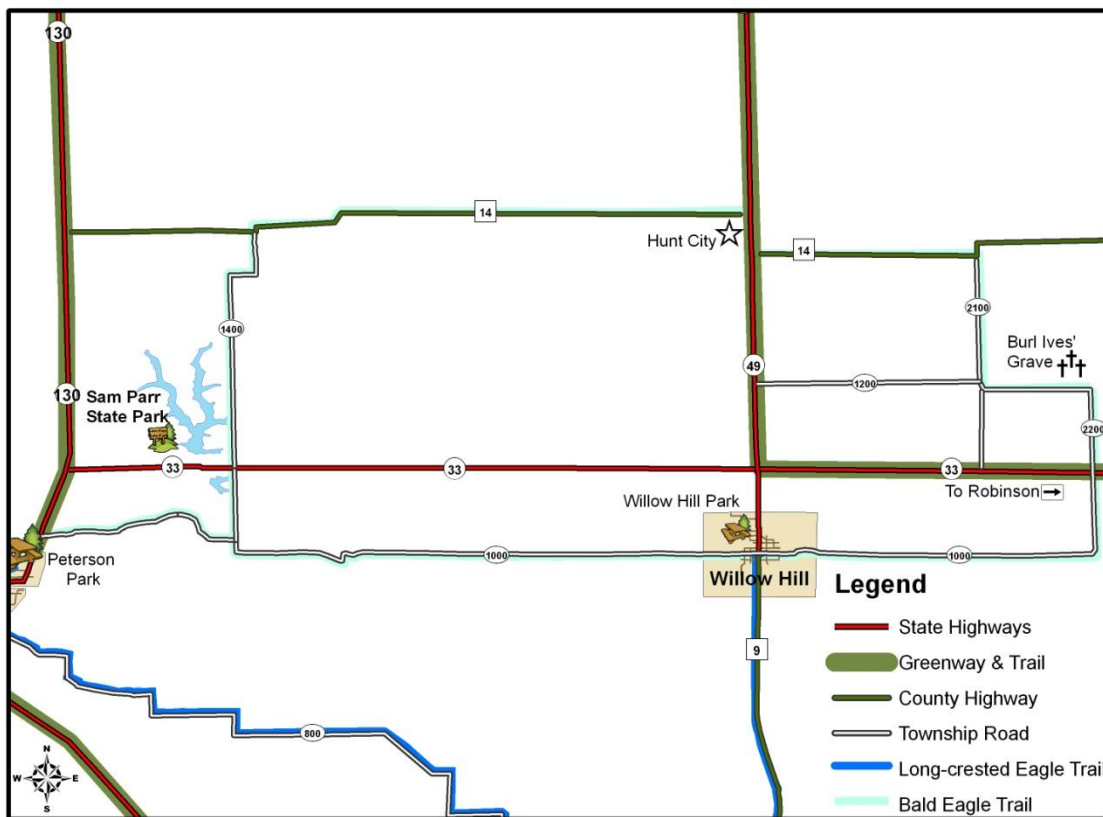 130
14
Hunt City
14
2100
1400
Burl Ives'
Grave
49
1200
130
Sam Parr
State Park
2200
33
33
33
To Robinson
Willow Hill Park
Peterson
Park
1000
1000
Willow Hill
Legend
State Highways
Greenway & Trail
County Highway
Township Road
Long-crested Eagle Trail
Bald Eagle Trail
9
800
N
W
E
S